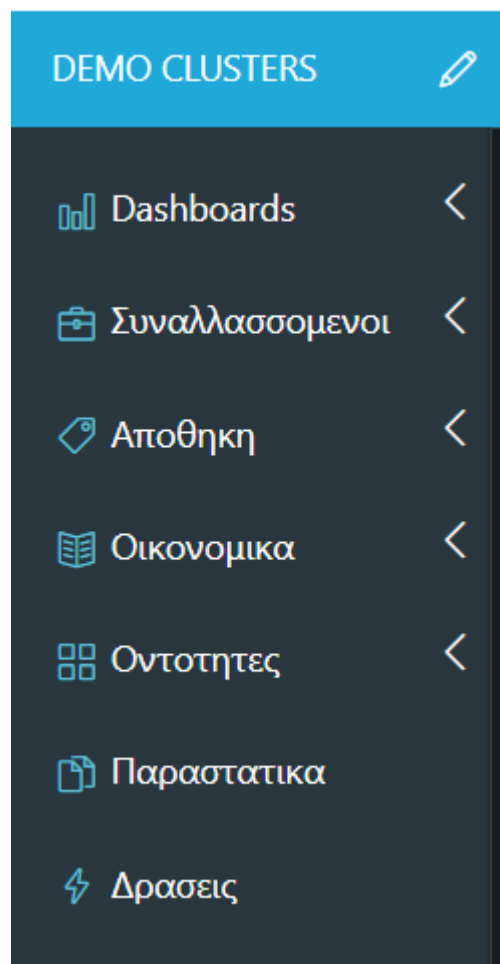 DEMO CLUSTERS
Dashboards
Συναλλασσομενοι
Αποθηκη
Οικονομικα
Οντοτητες
Παραστατικα
Δρασεις